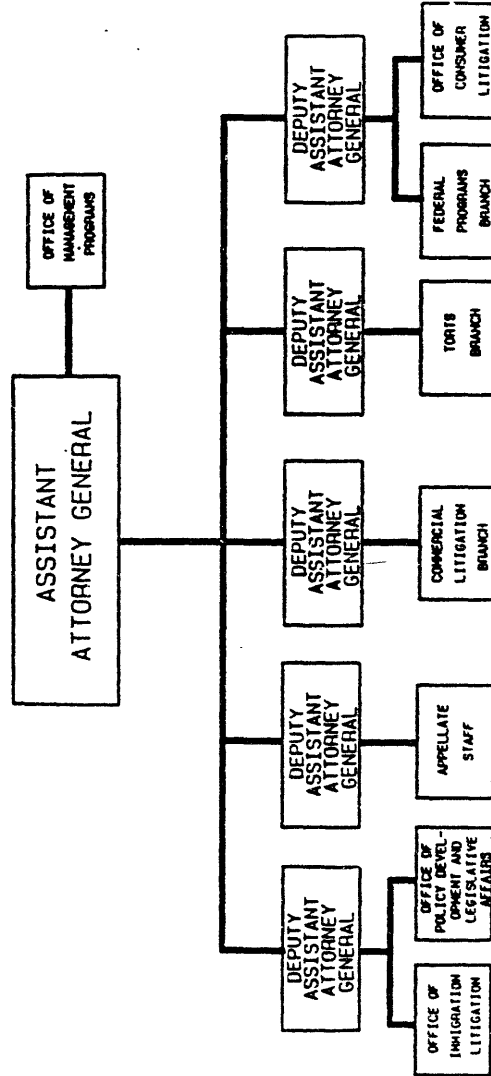 ASSISTANT
ATTORNEY GENERAL
OFFICE OF
MANAGEMENT
PROGRAMS
DEPUTY
ASSISTANT
ATTORNEY
GENERAL
DEPUTY
ASSISTANT
ATTORNEY
GENERAL
DEPUTY
ASSISTANT
ATTORNEY
GENERAL
DEPUTY
ASSISTANT
ATTORNEY
GENERAL
DEPUTY
ASSISTANT
ATTORNEY
GENERAL
OFFICE OF
IMMIGRATION
LITIGATION
OFFICE OF
POLICY DEVEL-
OPMENT AND
LEGISLATIVE
AFFAIRS
APPELLATE
STAFF
COMMERCIAL
LITIGATION
BRANCH
TORTS
BRANCH
FEDERAL
PROGRAMS
BRANCH
OFFICE OF
CONSUMER
LITIGATION